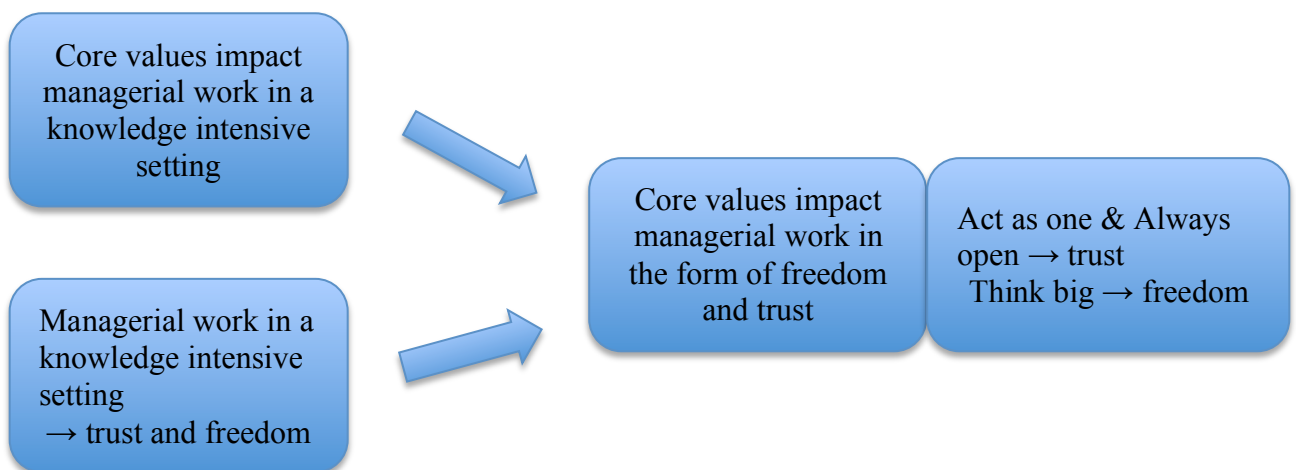 Core values impact
managerial work in a
knowledge intensive
setting
Managerial work in a
knowledge intensive
setting
→ trust and freedom
Core values impact
managerial work in
the form of freedom
and trust
Act as one & Always
open → trust
Think big → freedom